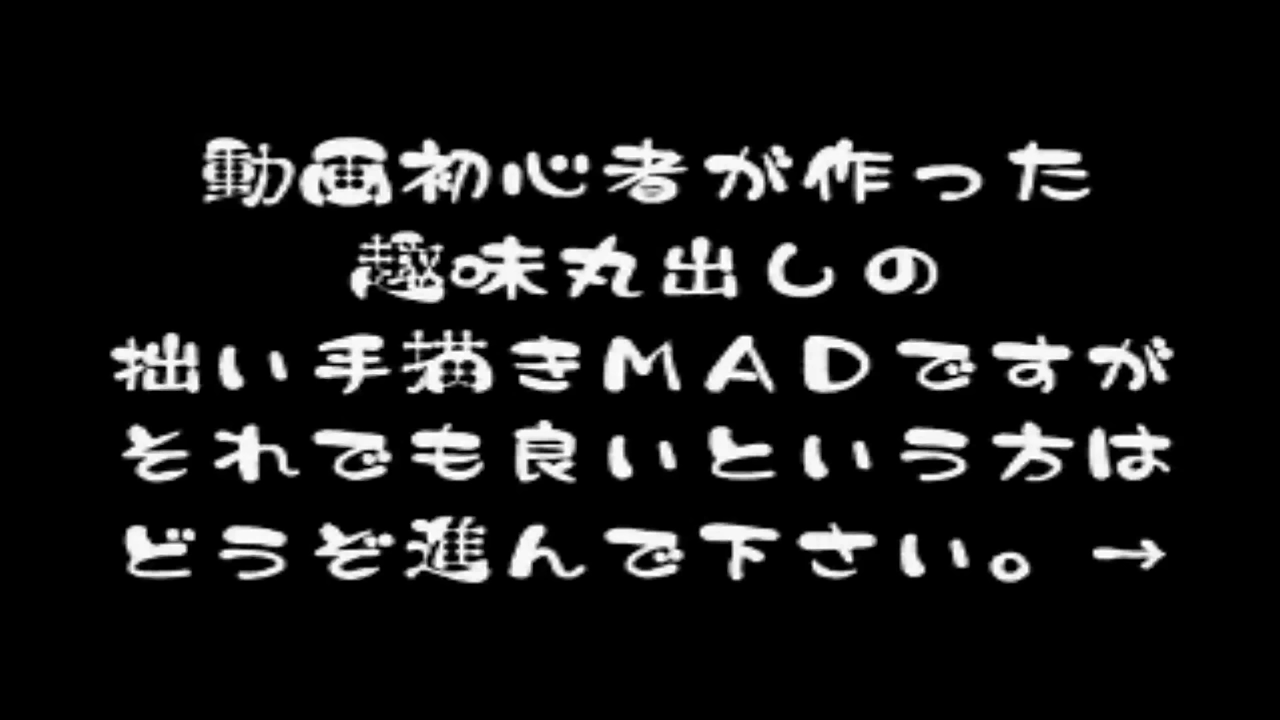 動画初心者が作った
趣味丸出しの
拙い手描きMADですが
それでも良いという方は
どうぞ進んで下さい。→